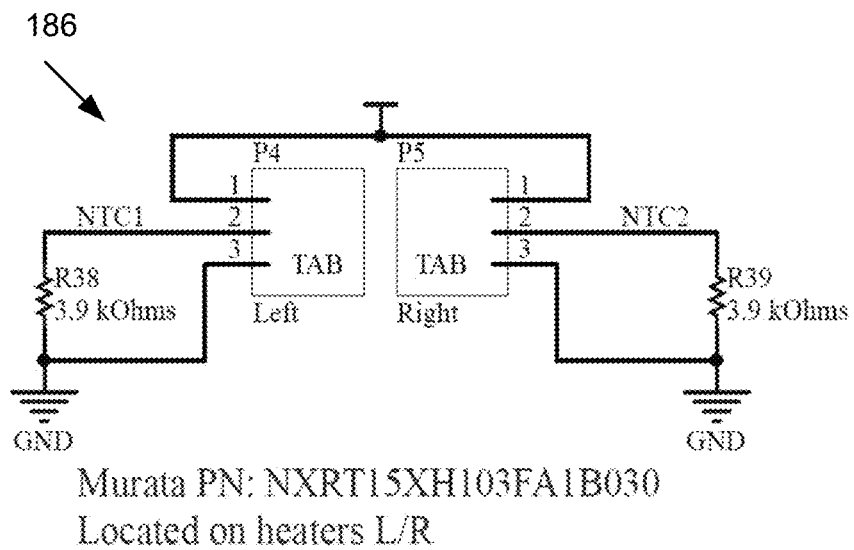 186
P4 P5
1 1
NTC1 2 2 NTC2
3 3
TAB TAB
R38 R39
3.9 kOhms 3.9 kOhms
Left Right
GND GND
Murata PN: NXRT15XH103FA1B030
Located on heaters L/R